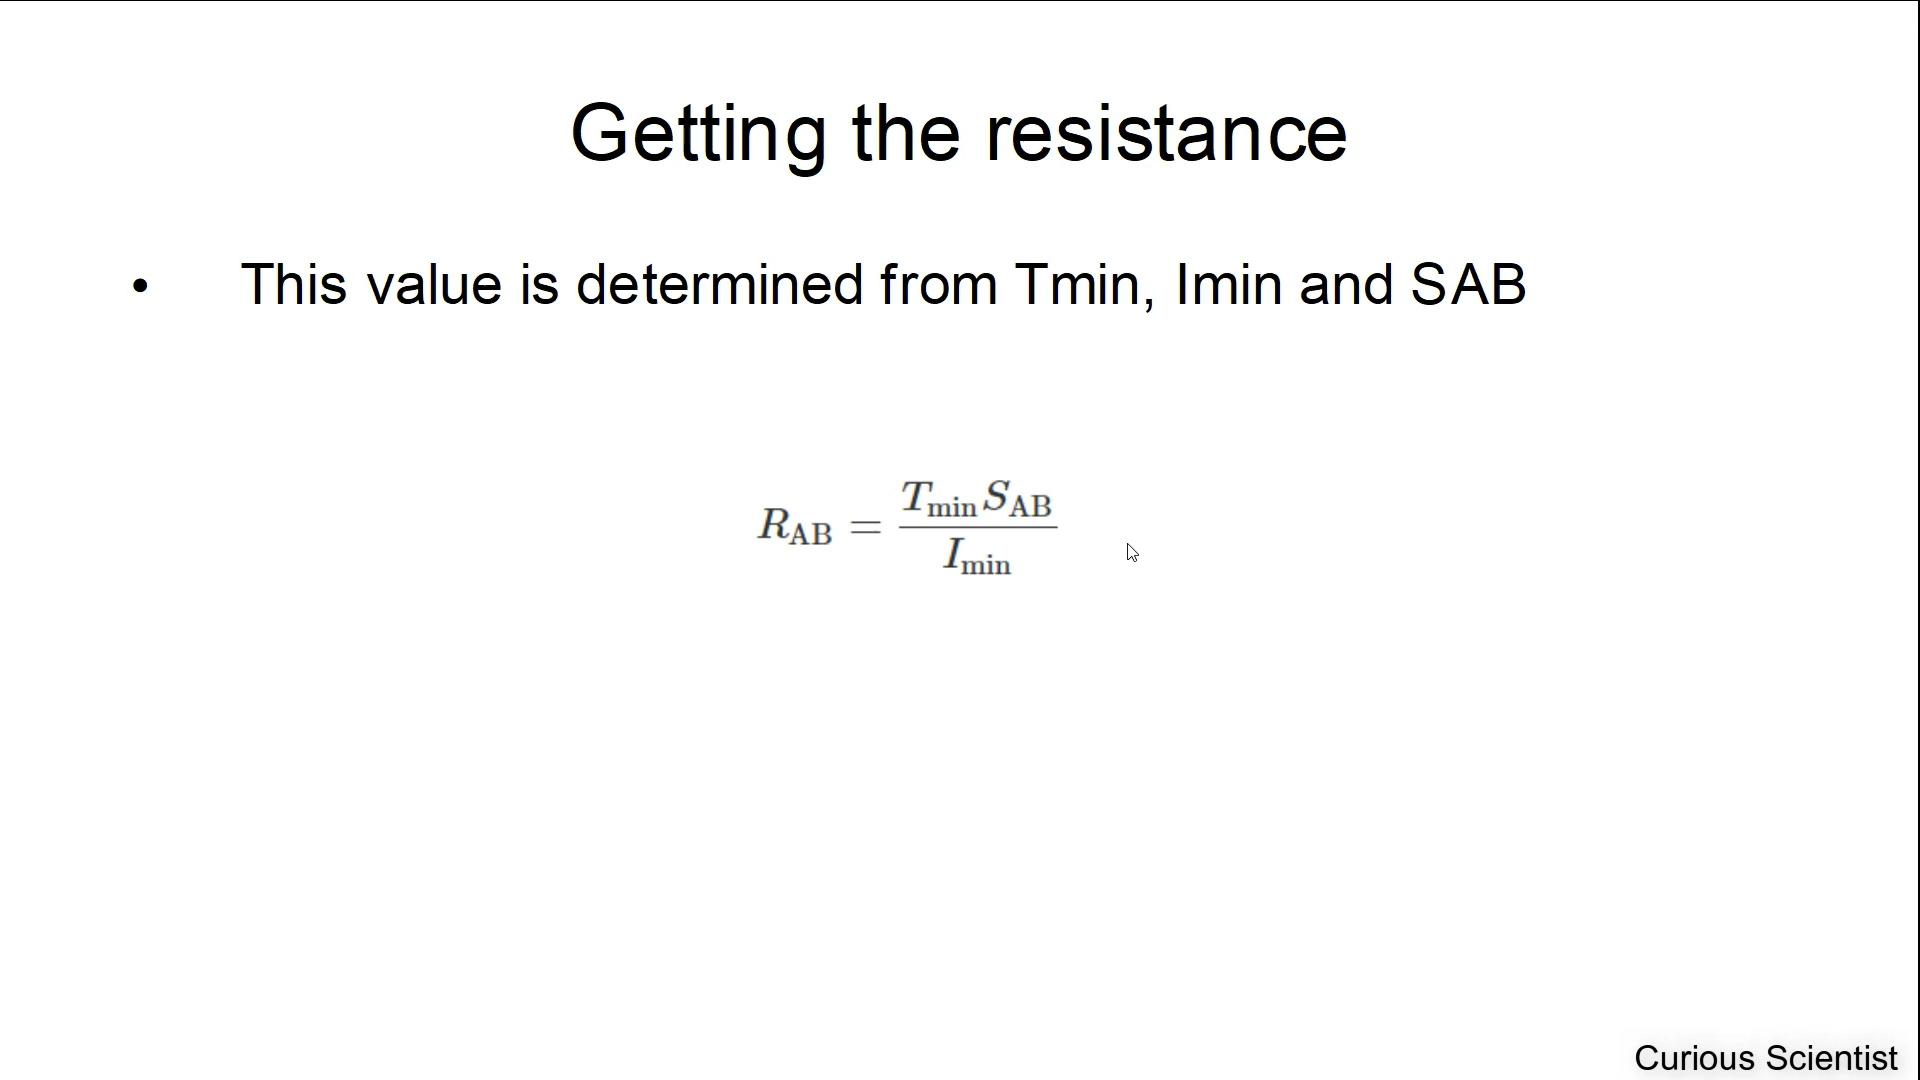 Getting the resistance
• This value is determined from Tmin, Imin and SAB
R_AB = T_min S_AB / I_min
Curious Scientist